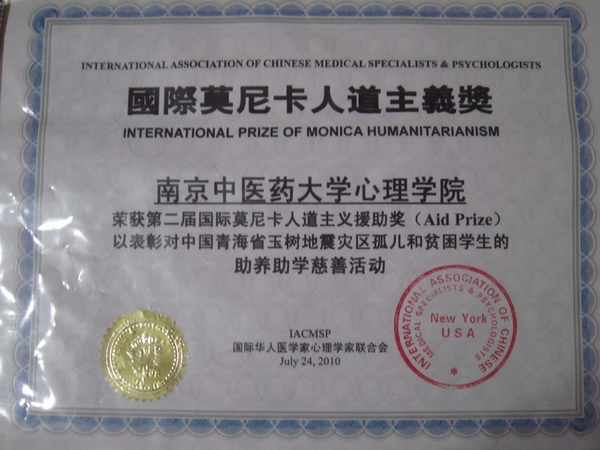 INTERNATIONAL ASSOCIATION OF CHINESE MEDICAL SPECIALISTS & PSYCHOLOGISTS
國際莫尼卡人道主義獎
INTERNATIONAL PRIZE OF MONICA HUMANITARIANISM
南京中医药大学心理学院
荣获第二届国际莫尼卡人道主义援助奖（Aid Prize）
以表彰对中国青海省玉树地震灾区孤儿和贫困学生的
助养助学慈善活动
IACMSP
国际华人医学家心理学家联合会
July 24, 2010
INTERNATIONAL ASSOCIATION OF CHINESE
MEDICAL SPECIALISTS & PSYCHOLOGISTS
New York
USA
*